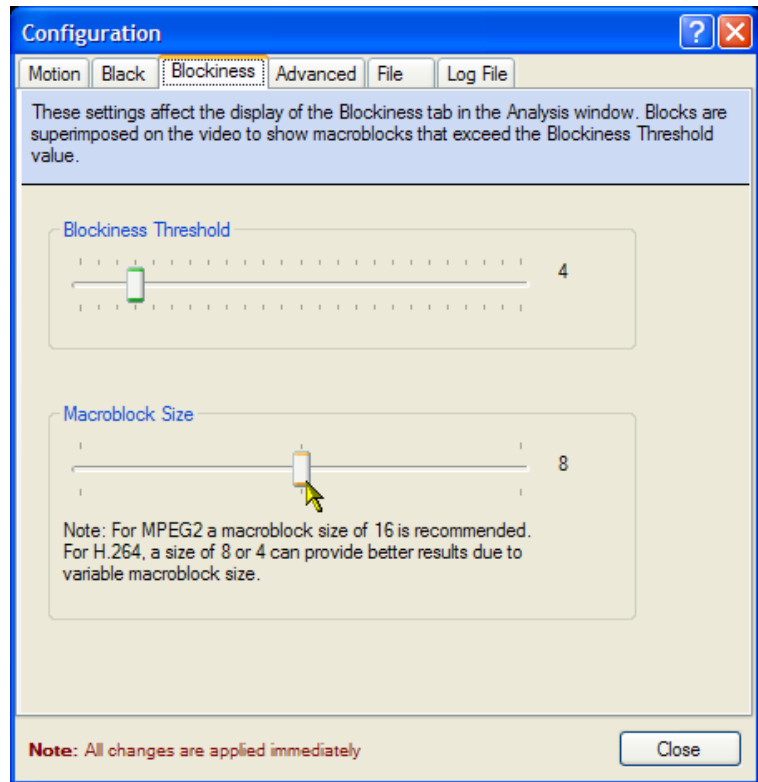 Configuration
Motion Black Blockiness Advanced File Log File
These settings affect the display of the Blockiness tab in the Analysis window. Blocks are
superimposed on the video to show macroblocks that exceed the Blockiness Threshold
value.
Blockiness Threshold
4
Macroblock Size
8
Note: For MPEG2 a macroblock size of 16 is recommended.
For H.264, a size of 8 or 4 can provide better results due to
variable macroblock size.
Note: All changes are applied immediately
Close